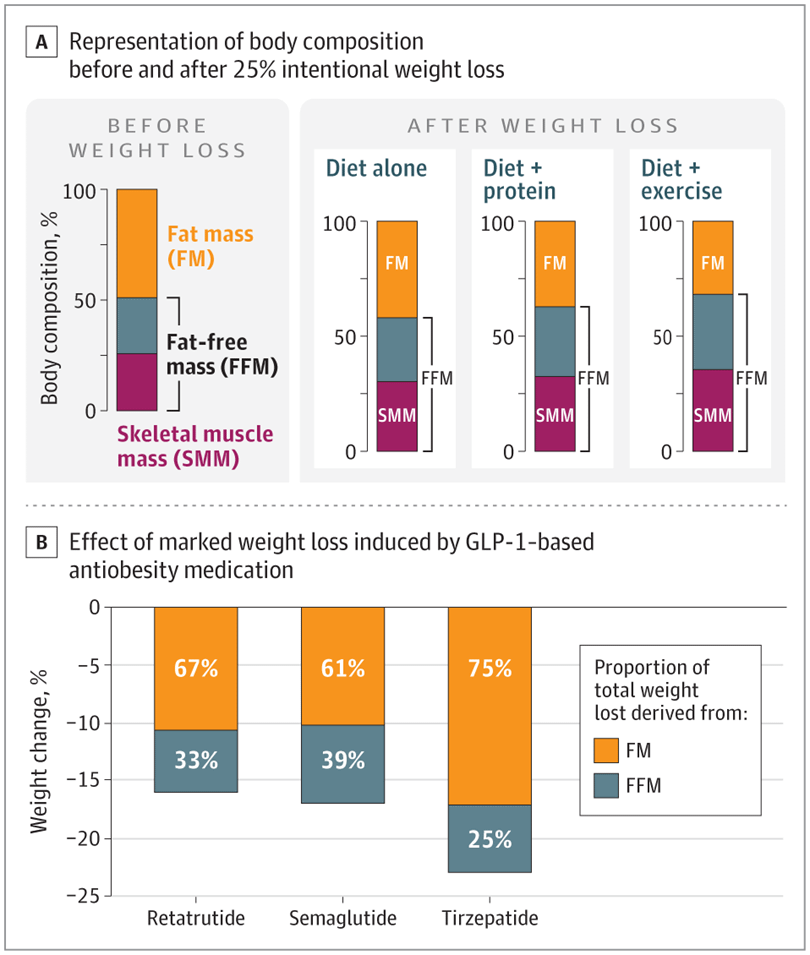 A Representation of body composition
before and after 25% intentional weight loss
BEFORE
WEIGHT LOSS
Body composition, %
100
50
0
Fat mass
(FM)
Fat-free
mass (FFM)
Skeletal muscle
mass (SMM)
AFTER WEIGHT LOSS
Diet alone
100
50
0
FM
SMM
FFM
Diet +
protein
100
50
0
FM
SMM
FFM
Diet +
exercise
100
50
0
FM
SMM
FFM
B Effect of marked weight loss induced by GLP-1–based
antiobesity medication
Weight change, %
0
−5
−10
−15
−20
−25
67%
33%
61%
39%
75%
25%
Retatrutide
Semaglutide
Tirzepatide
Proportion of
total weight
lost derived from:
FM
FFM